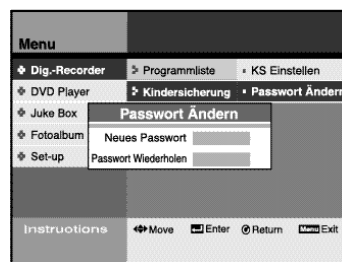 Menu
Dig.-Recorder
Programmliste
KS Einstellen
DVD Player
Kindersicherung
Passwort Ändern
Juke Box
Passwort Ändern
Fotoalbum
Neues Passwort
Set-up
Passwort Wiederholen
Instructions
Move
Enter
Return
Menu Exit